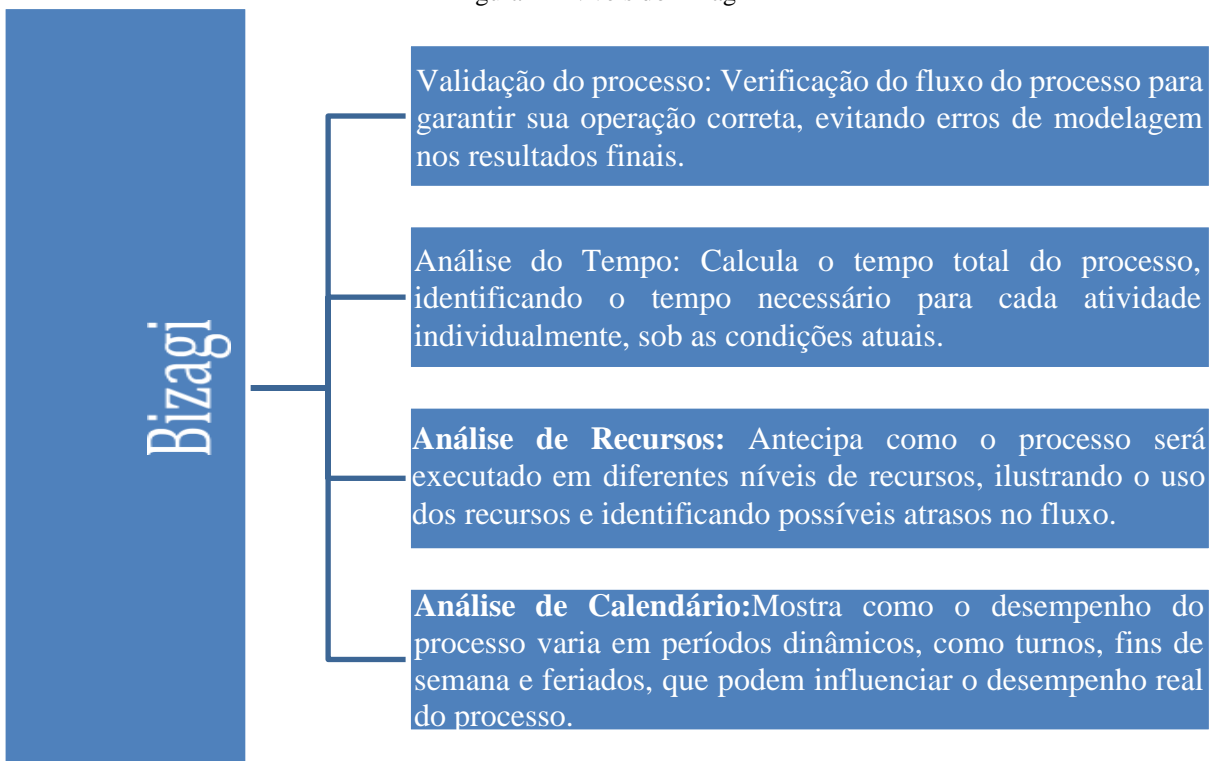 Bizagi
Validação do processo: Verificação do fluxo do processo para
garantir sua operação correta, evitando erros de modelagem
nos resultados finais.
Análise do Tempo: Calcula o tempo total do processo,
identificando o tempo necessário para cada atividade
individualmente, sob as condições atuais.
Análise de Recursos: Antecipa como o processo será
executado em diferentes níveis de recursos, ilustrando o uso
dos recursos e identificando possíveis atrasos no fluxo.
Análise de Calendário:Mostra como o desempenho do
processo varia em períodos dinâmicos, como turnos, fins de
semana e feriados, que podem influenciar o desempenho real
do processo.